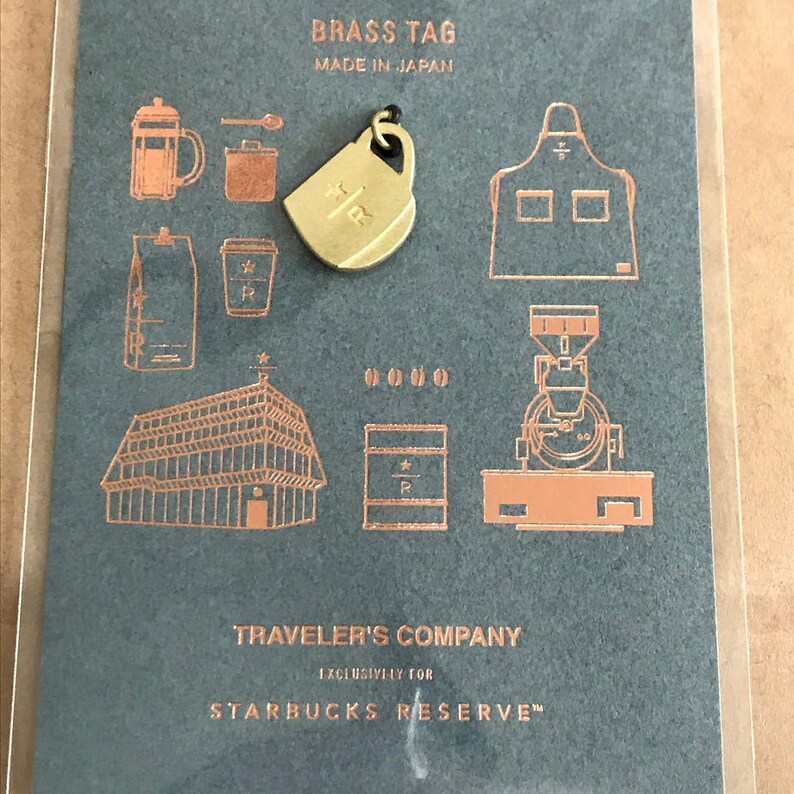 BRASS TAG
MADE IN JAPAN
R
R
R
R
R
R
TRAVELER'S COMPANY
EXCLUSIVELY FOR
STARBUCKS RESERVE™